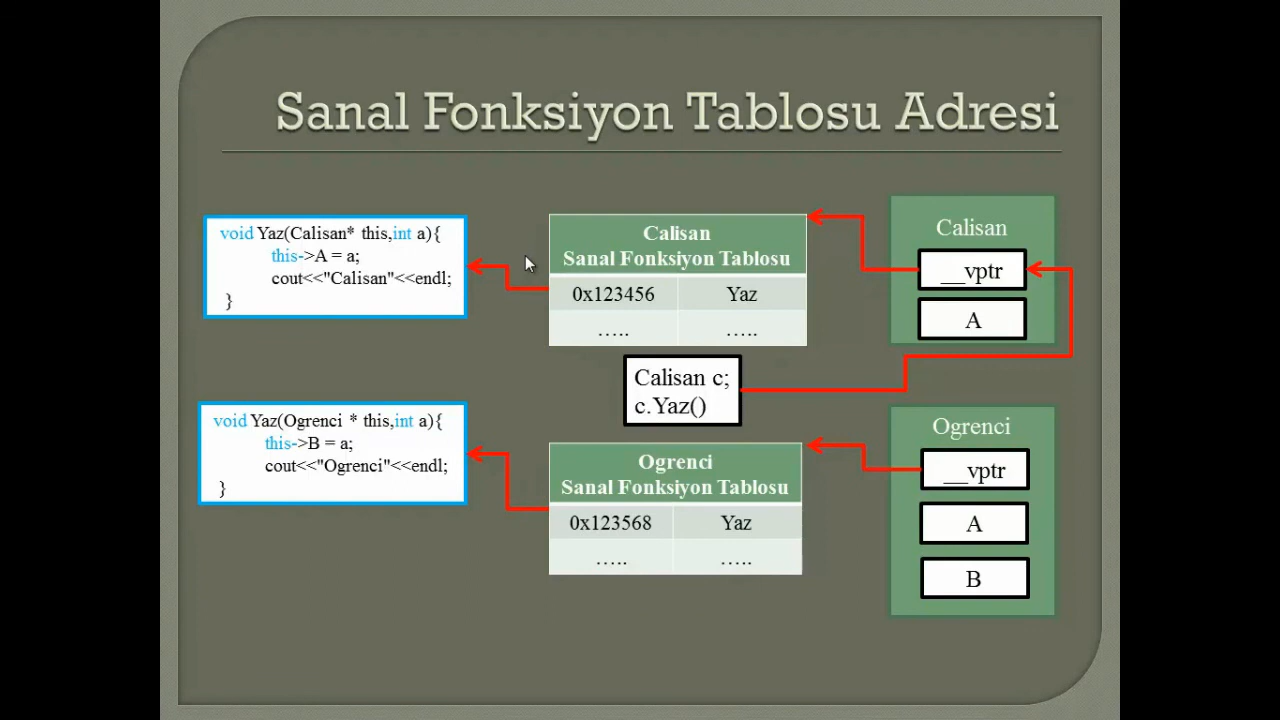 Sanal Fonksiyon Tablosu Adresi
void Yaz(Calisan* this,int a){
this->A = a;
cout<<"Calisan"<<endl;
}
Calisan
Sanal Fonksiyon Tablosu
0x123456 Yaz
….. …..
Calisan
__vptr
A
Calisan c;
c.Yaz()
void Yaz(Ogrenci * this,int a){
this->B = a;
cout<<"Ogrenci"<<endl;
}
Ogrenci
Sanal Fonksiyon Tablosu
0x123568 Yaz
….. …..
Ogrenci
__vptr
A
B